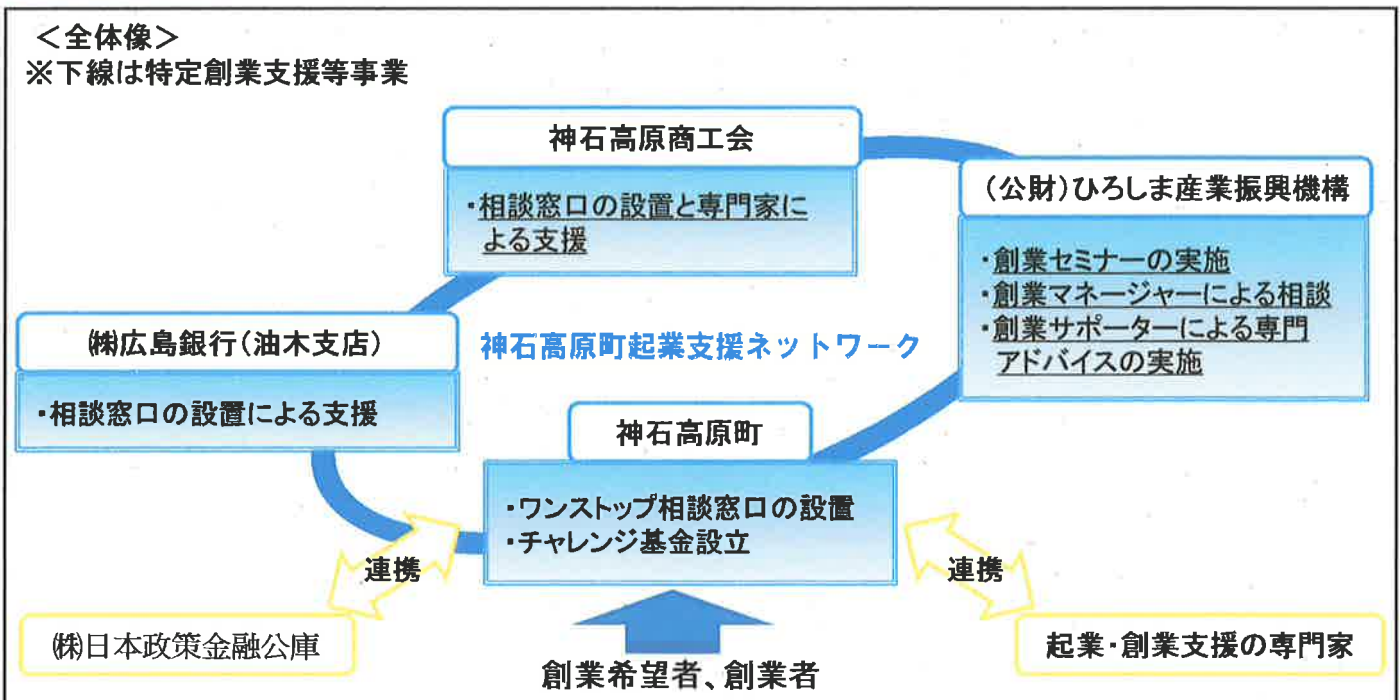 ＜全体像＞
※下線は特定創業支援等事業
神石高原商工会
・相談窓口の設置と専門家に
よる支援
（公財）ひろしま産業振興機構
・創業セミナーの実施
・創業マネージャーによる相談
・創業サポーターによる専門
アドバイスの実施
㈱広島銀行（油木支店）
・相談窓口の設置による支援
神石高原町起業支援ネットワーク
神石高原町
・ワンストップ相談窓口の設置
・チャレンジ基金設立
連携
連携
㈱日本政策金融公庫
起業・創業支援の専門家
創業希望者、創業者